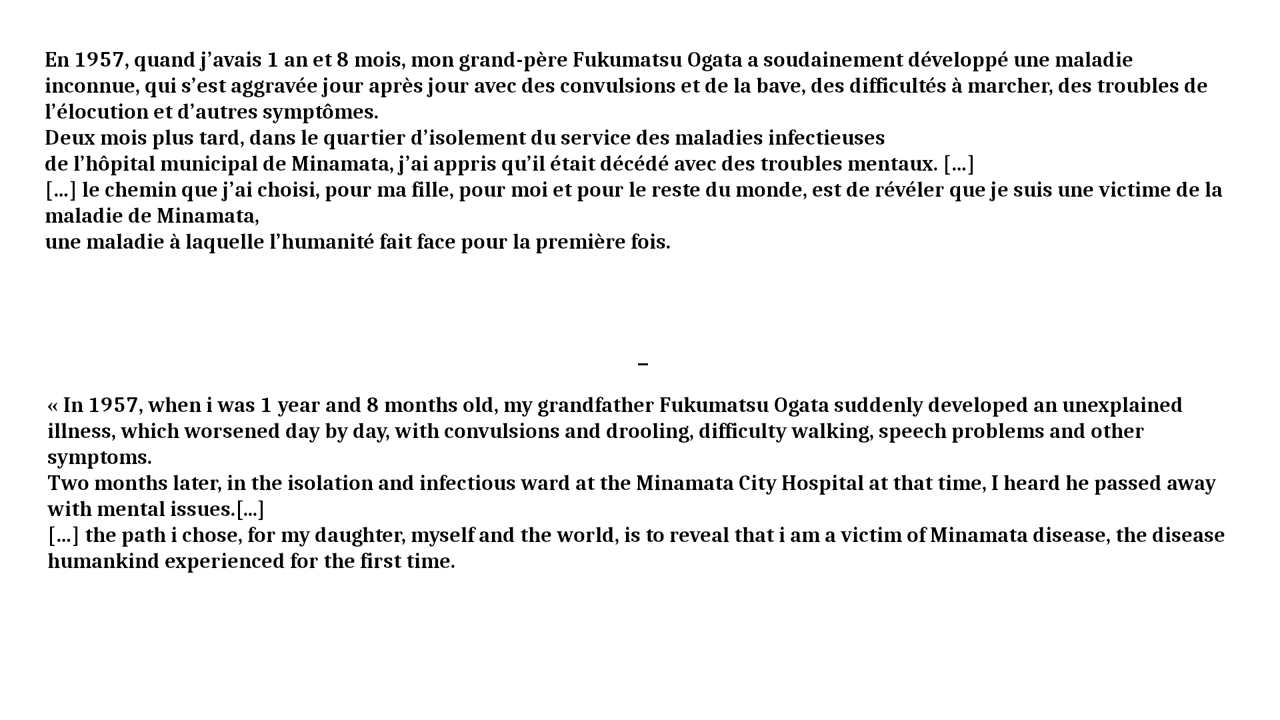 En 1957, quand j’avais 1 an et 8 mois, mon grand-père Fukumatsu Ogata a soudainement développé une maladie
inconnue, qui s’est aggravée jour après jour avec des convulsions et de la bave, des difficultés à marcher, des troubles de
l’élocution et d’autres symptômes.
Deux mois plus tard, dans le quartier d’isolement du service des maladies infectieuses
de l’hôpital municipal de Minamata, j’ai appris qu’il était décédé avec des troubles mentaux. [...]
[...] le chemin que j’ai choisi, pour ma fille, pour moi et pour le reste du monde, est de révéler que je suis une victime de la
maladie de Minamata,
une maladie à laquelle l’humanité fait face pour la première fois.
–
« In 1957, when i was 1 year and 8 months old, my grandfather Fukumatsu Ogata suddenly developed an unexplained
illness, which worsened day by day, with convulsions and drooling, difficulty walking, speech problems and other
symptoms.
Two months later, in the isolation and infectious ward at the Minamata City Hospital at that time, I heard he passed away
with mental issues.[...]
[...] the path i chose, for my daughter, myself and the world, is to reveal that i am a victim of Minamata disease, the disease
humankind experienced for the first time.